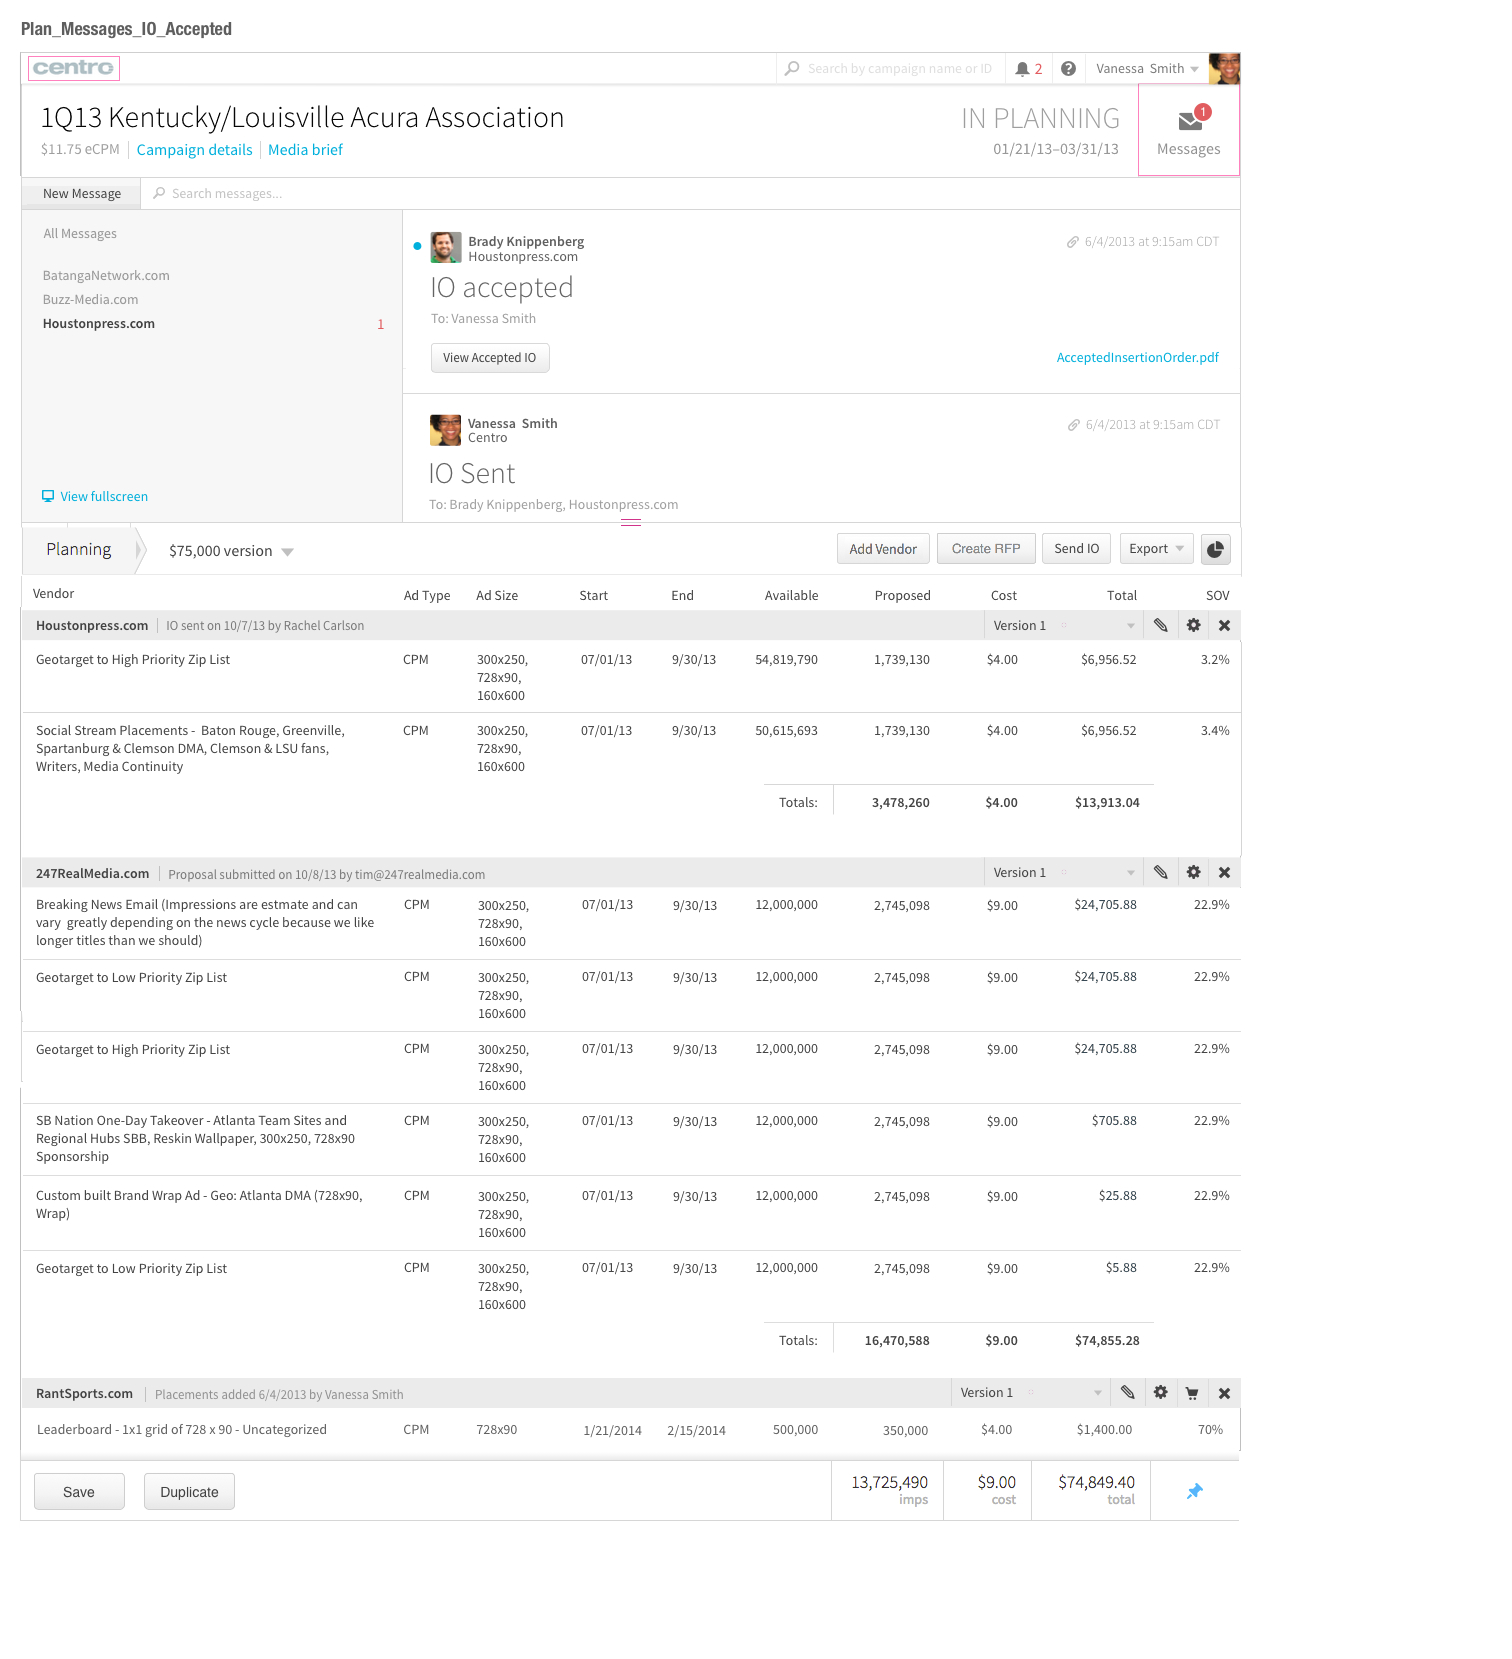 Plan_Messages_IO_Accepted
centro
Search by campaign name or ID
2
Vanessa Smith
1Q13 Kentucky/Louisville Acura Association
IN PLANNING
1
$11.75 eCPM
Campaign details
Media brief
01/21/13–03/31/13
Messages
New Message
Search messages...
All Messages
BatangaNetwork.com
Buzz-Media.com
Houstonpress.com 1
View fullscreen
Brady Knippenberg
Houstonpress.com
6/4/2013 at 9:15am CDT
IO accepted
To: Vanessa Smith
View Accepted IO
AcceptedInsertionOrder.pdf
Vanessa Smith
Centro
6/4/2013 at 9:15am CDT
IO Sent
To: Brady Knippenberg, Houstonpress.com
Planning
$75,000 version
Add Vendor
Create RFP
Send IO
Export
Vendor Ad Type Ad Size Start End Available Proposed Cost Total SOV
Houstonpress.com IO sent on 10/7/13 by Rachel Carlson Version 1
Geotarget to High Priority Zip List CPM 300x250, 07/01/13 9/30/13 54,819,790 1,739,130 $4.00 $6,956.52 3.2%
728x90,
160x600
Social Stream Placements - Baton Rouge, Greenville, CPM 300x250, 07/01/13 9/30/13 50,615,693 1,739,130 $4.00 $6,956.52 3.4%
Spartanburg & Clemson DMA, Clemson & LSU fans, 728x90,
Writers, Media Continuity 160x600
Totals: 3,478,260 $4.00 $13,913.04
247RealMedia.com Proposal submitted on 10/8/13 by tim@247realmedia.com Version 1
Breaking News Email (Impressions are estmate and can CPM 300x250, 07/01/13 9/30/13 12,000,000 2,745,098 $9.00 $24,705.88 22.9%
vary greatly depending on the news cycle because we like 728x90,
longer titles than we should) 160x600
Geotarget to Low Priority Zip List CPM 300x250, 07/01/13 9/30/13 12,000,000 2,745,098 $9.00 $24,705.88 22.9%
728x90,
160x600
Geotarget to High Priority Zip List CPM 300x250, 07/01/13 9/30/13 12,000,000 2,745,098 $9.00 $24,705.88 22.9%
728x90,
160x600
SB Nation One-Day Takeover - Atlanta Team Sites and CPM 300x250, 07/01/13 9/30/13 12,000,000 2,745,098 $9.00 $705.88 22.9%
Regional Hubs SBB, Reskin Wallpaper, 300x250, 728x90 728x90,
Sponsorship 160x600
Custom built Brand Wrap Ad - Geo: Atlanta DMA (728x90, CPM 300x250, 07/01/13 9/30/13 12,000,000 2,745,098 $9.00 $25.88 22.9%
Wrap) 728x90,
160x600
Geotarget to Low Priority Zip List CPM 300x250, 07/01/13 9/30/13 12,000,000 2,745,098 $9.00 $5.88 22.9%
728x90,
160x600
Totals: 16,470,588 $9.00 $74,855.28
RantSports.com Placements added 6/4/2013 by Vanessa Smith Version 1
Leaderboard - 1x1 grid of 728 x 90 - Uncategorized CPM 728x90 1/21/2014 2/15/2014 500,000 350,000 $4.00 $1,400.00 70%
Save
Duplicate
13,725,490 $9.00 $74,849.40
imps cost total